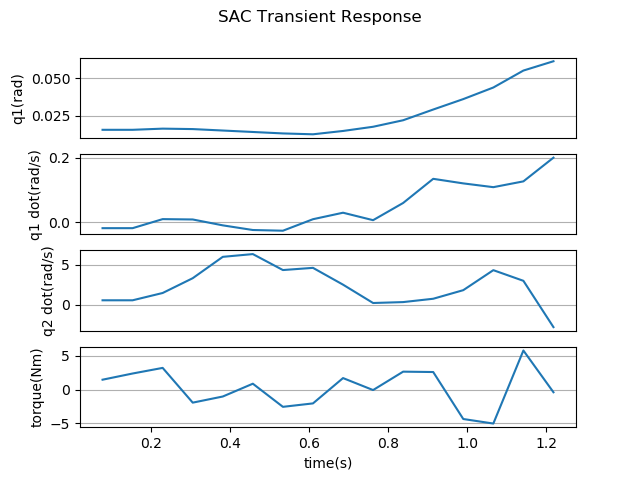 SAC Transient Response
q1(rad)
0.050
0.025
q1 dot(rad/s)
0.2
0.0
q2 dot(rad/s)
5
0
torque(Nm)
5
0
−5
0.2 0.4 0.6 0.8 1.0 1.2
time(s)